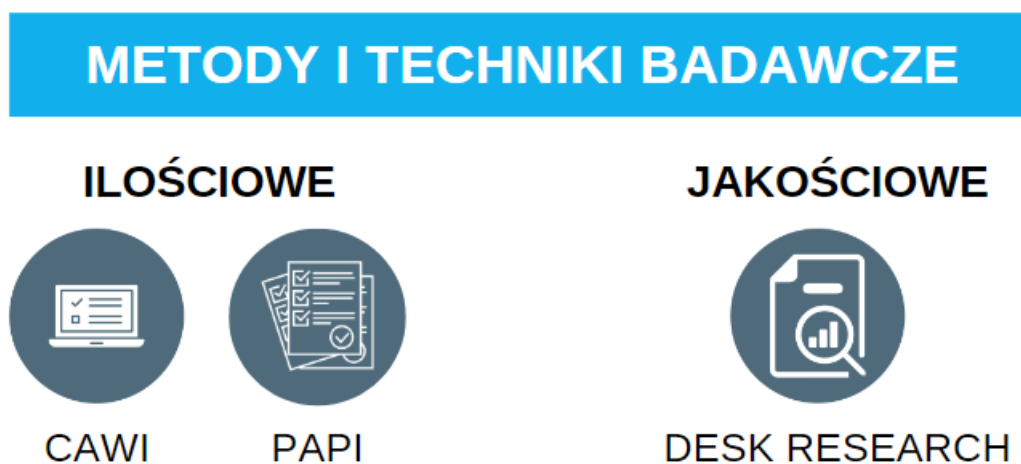 METODY I TECHNIKI BADAWCZE
ILOŚCIOWE
JAKOŚCIOWE
CAWI
PAPI
DESK RESEARCH